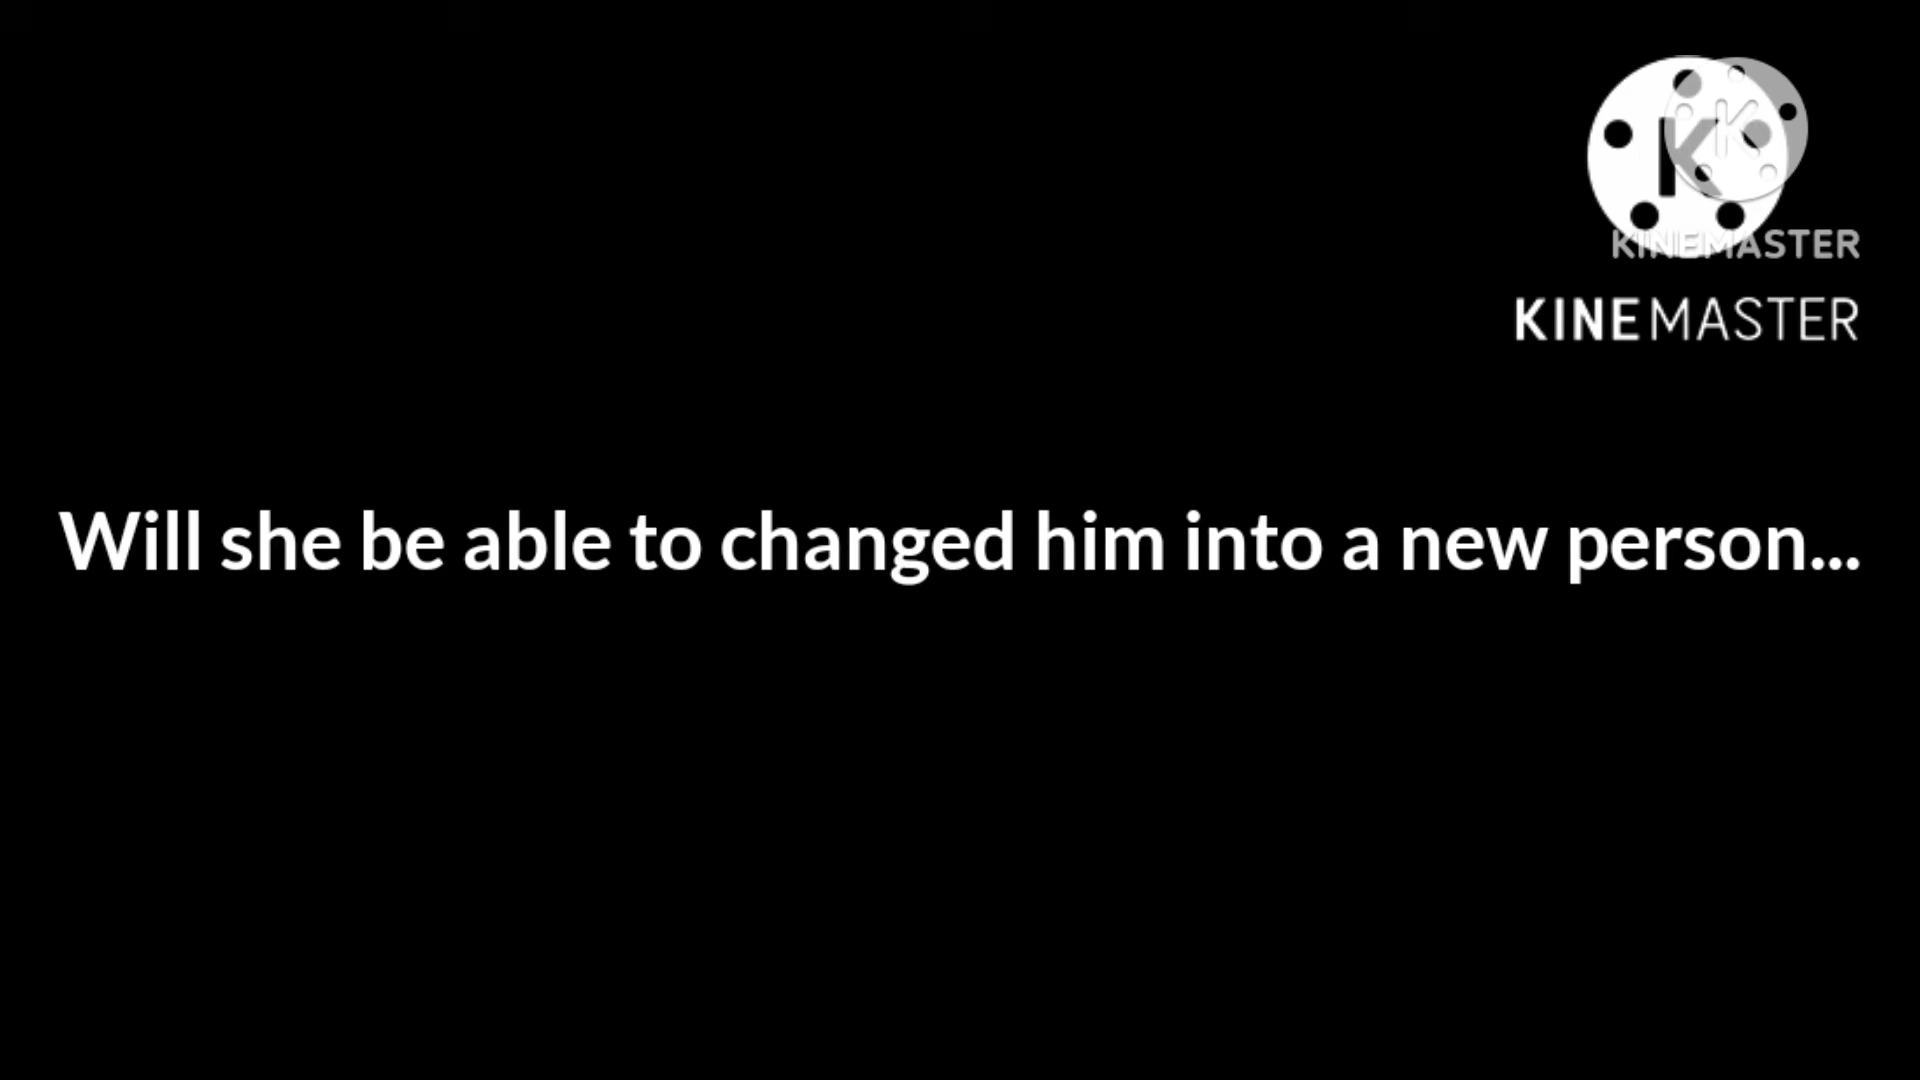 K
K
KINEMASTER
KINEMASTER
Will she be able to changed him into a new person...